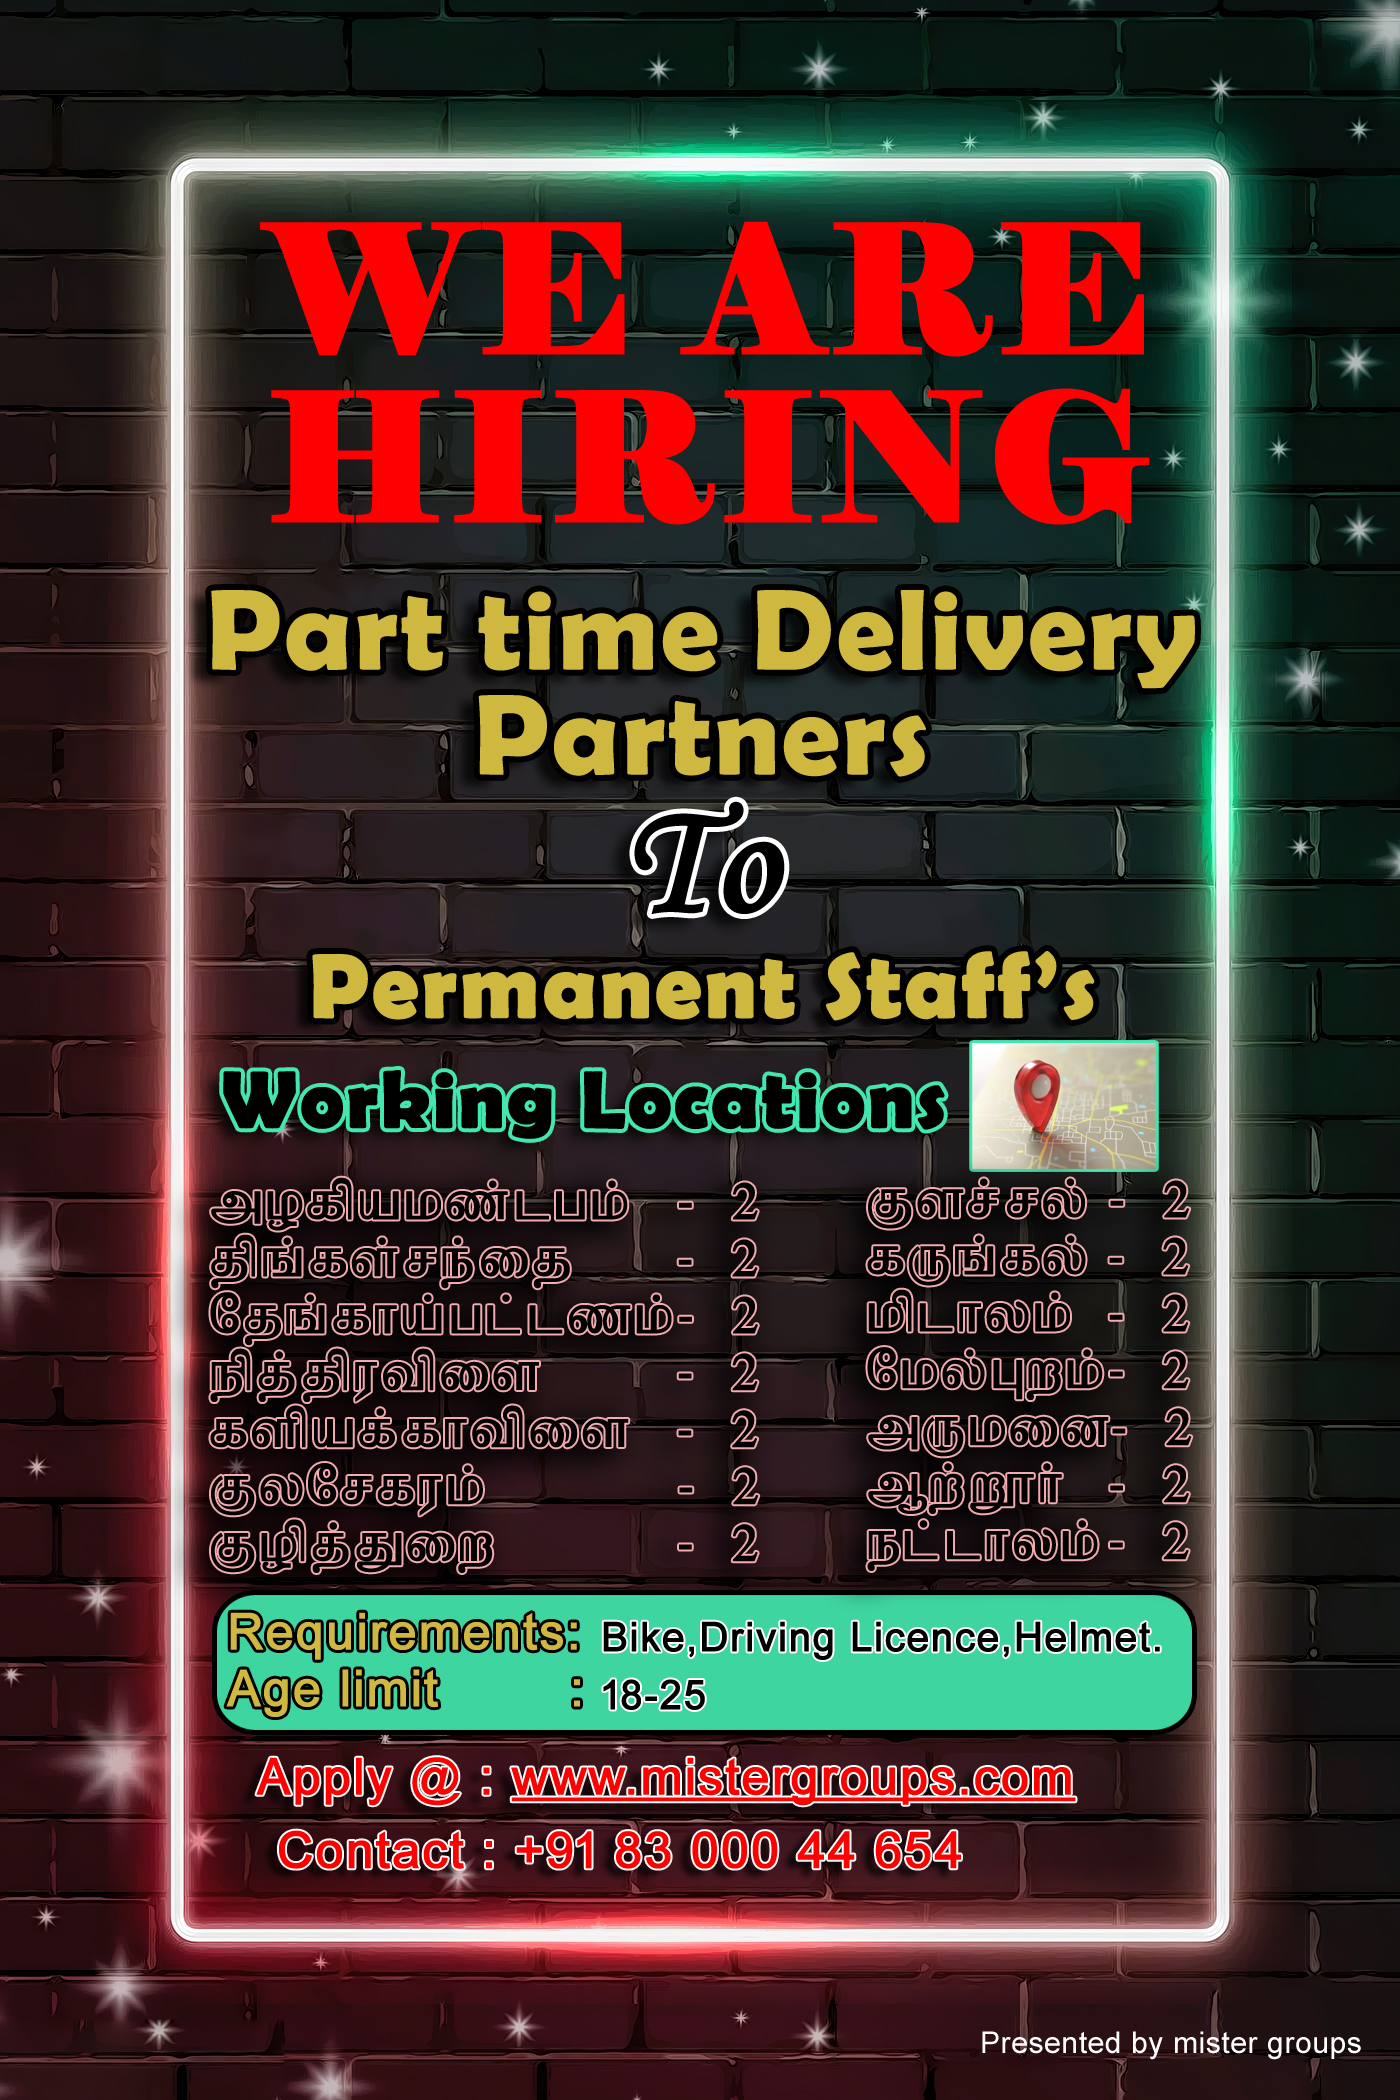 WE ARE
HIRING
Part time Delivery
Partners
To
Permanent Staff's
Working Locations
அழகியமண்டபம் - 2
திங்கள்சந்தை - 2
தேங்காய்பட்டணம்- 2
நித்திரவிளை - 2
களியக்காவிளை - 2
குலசேகரம் - 2
குழித்துறை - 2
குளச்சல் - 2
கருங்கல் - 2
மிடாலம் - 2
மேல்புறம்- 2
அருமனை- 2
ஆற்றூர் - 2
நட்டாலம்- 2
Requirements: Bike,Driving Licence,Helmet.
Age limit : 18-25
Apply @ : www.mistergroups.com
Contact : +91 83 000 44 654
Presented by mister groups